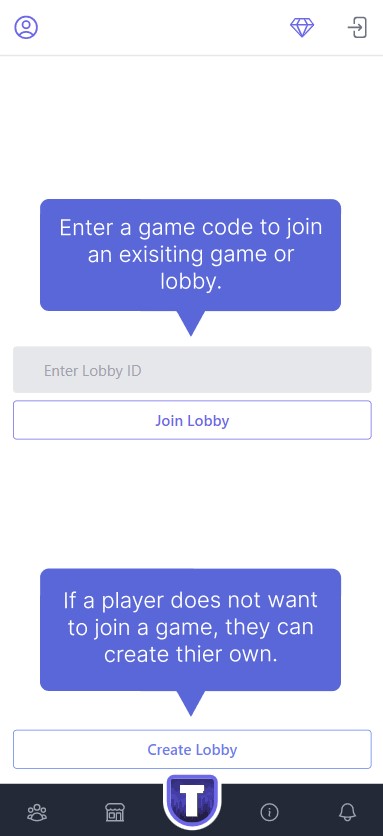 Enter a game code to join
an exisiting game or
lobby.
Enter Lobby ID
Join Lobby
If a player does not want
to join a game, they can
create thier own.
Create Lobby
T